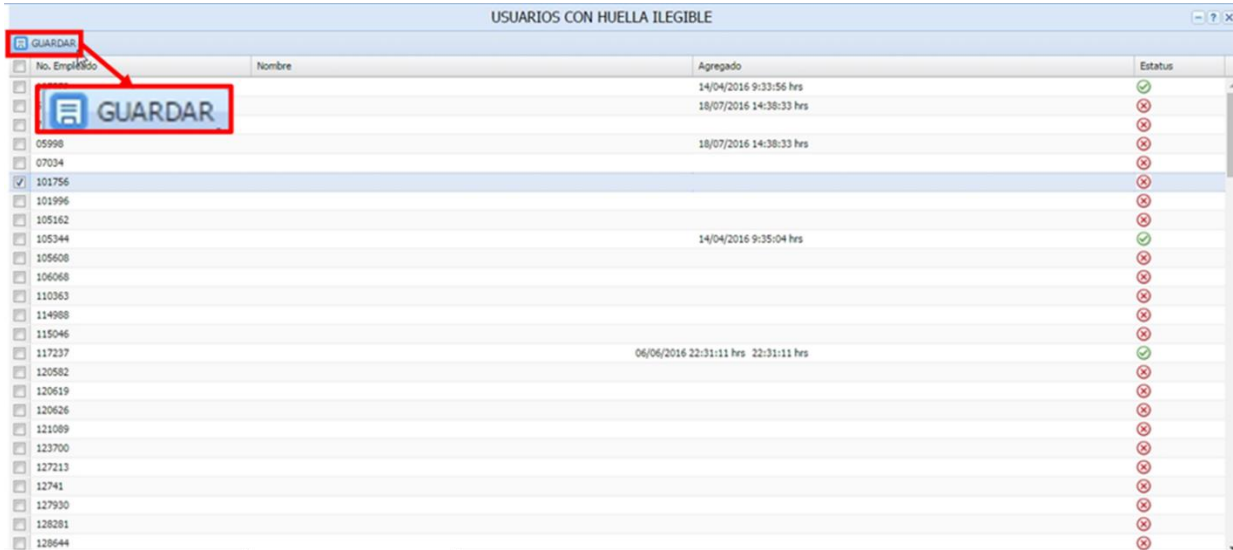 USUARIOS CON HUELLA ILEGIBLE
GUARDAR
No. Empleado Nombre Agregado Estatus
14/04/2016 9:33:56 hrs
GUARDAR 18/07/2016 14:38:33 hrs
05998 18/07/2016 14:38:33 hrs
07034
101756
101996
105162
105344 14/04/2016 9:35:04 hrs
105608
106068
110363
114988
115046
117237 06/06/2016 22:31:11 hrs 22:31:11 hrs
120582
120619
120626
121089
123700
127213
12741
127930
128281
128644